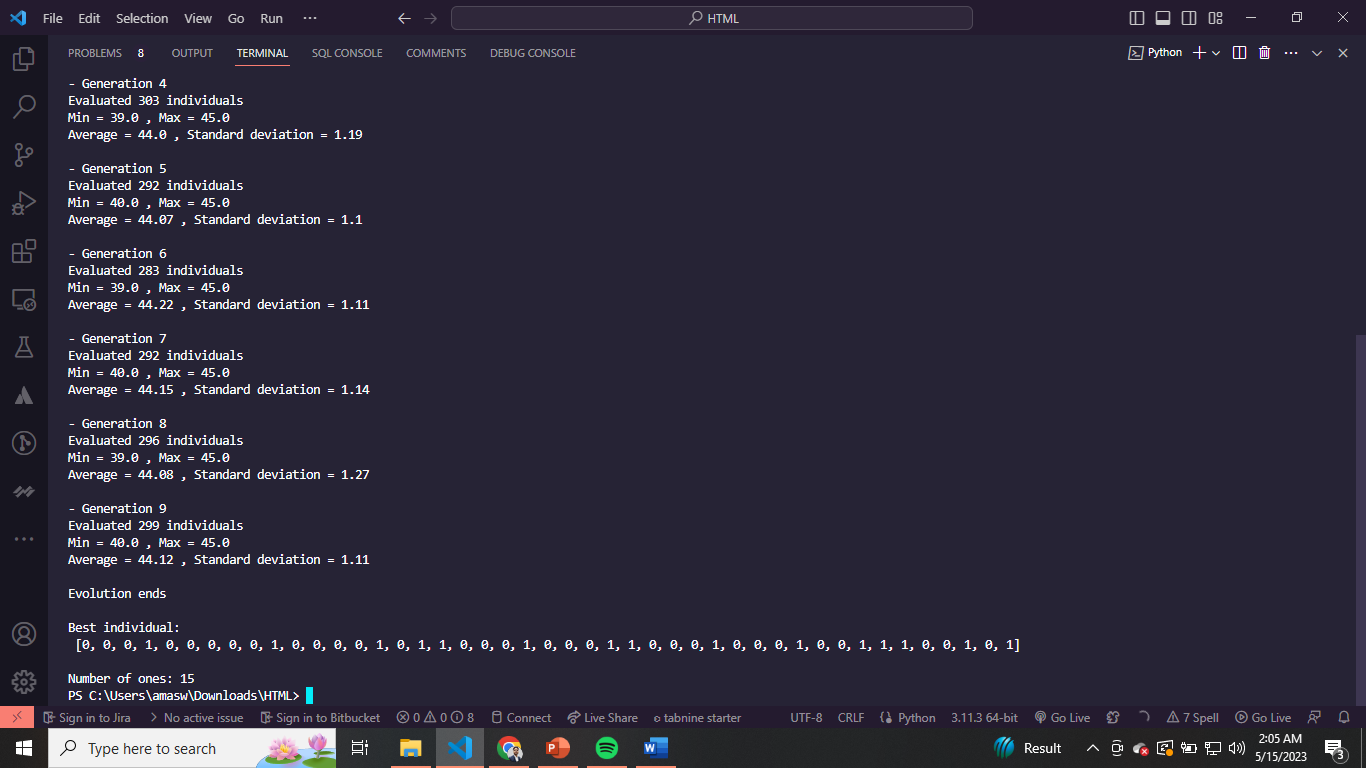 File Edit Selection View Go Run ··· HTML
PROBLEMS 8 OUTPUT TERMINAL SQL CONSOLE COMMENTS DEBUG CONSOLE Python
- Generation 4
Evaluated 303 individuals
Min = 39.0 , Max = 45.0
Average = 44.0 , Standard deviation = 1.19
- Generation 5
Evaluated 292 individuals
Min = 40.0 , Max = 45.0
Average = 44.07 , Standard deviation = 1.1
- Generation 6
Evaluated 283 individuals
Min = 39.0 , Max = 45.0
Average = 44.22 , Standard deviation = 1.11
- Generation 7
Evaluated 292 individuals
Min = 40.0 , Max = 45.0
Average = 44.15 , Standard deviation = 1.14
- Generation 8
Evaluated 296 individuals
Min = 39.0 , Max = 45.0
Average = 44.08 , Standard deviation = 1.27
- Generation 9
Evaluated 299 individuals
Min = 40.0 , Max = 45.0
Average = 44.12 , Standard deviation = 1.11
Evolution ends
Best individual:
[0, 0, 0, 1, 0, 0, 0, 0, 0, 1, 0, 0, 0, 0, 1, 0, 1, 1, 0, 0, 0, 1, 0, 0, 0, 1, 1, 0, 0, 0, 1, 0, 0, 0, 1, 0, 0, 1, 1, 1, 0, 0, 1, 0, 1]
Number of ones: 15
PS C:\Users\amasw\Downloads\HTML>
Sign in to Jira No active issue Sign in to Bitbucket 0 0 8 Connect Live Share tabnine starter UTF-8 CRLF Python 3.11.3 64-bit Go Live 7 Spell Go Live
Type here to search Result 2:05 AM
5/15/2023 3